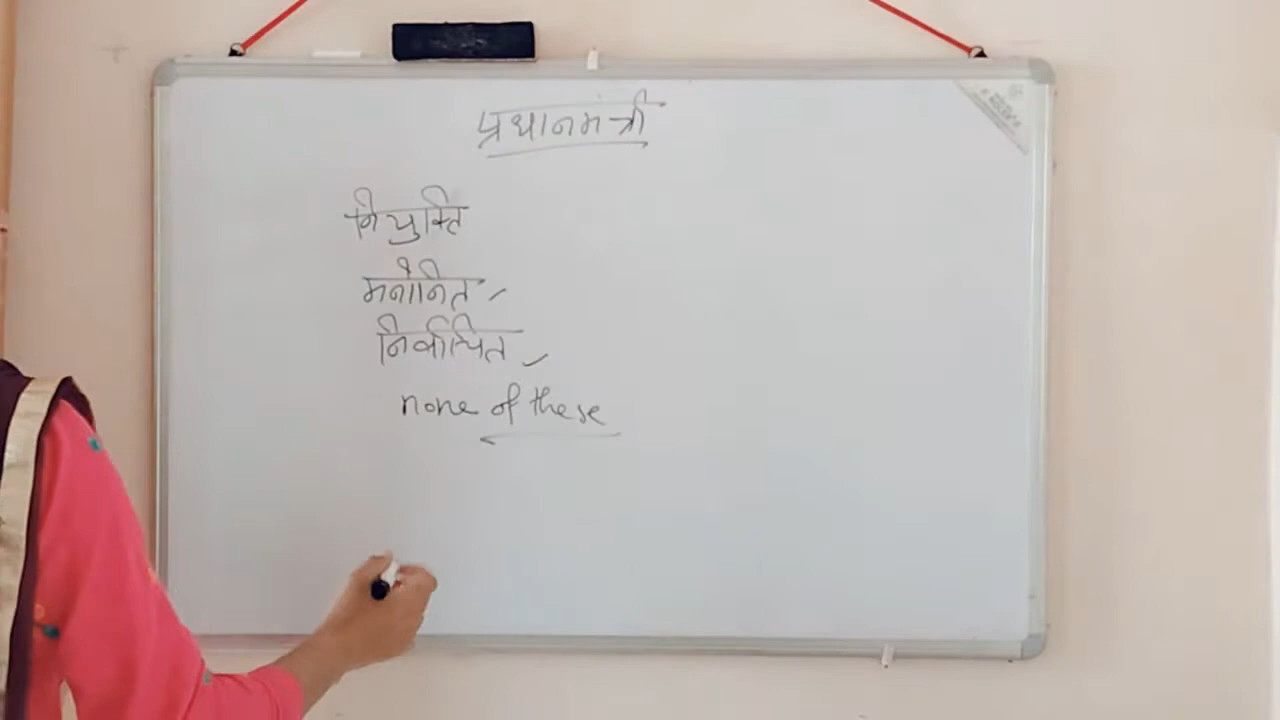 प्रधानमंत्री
नियुक्ति
मनोनित
निर्वाचित
none of these